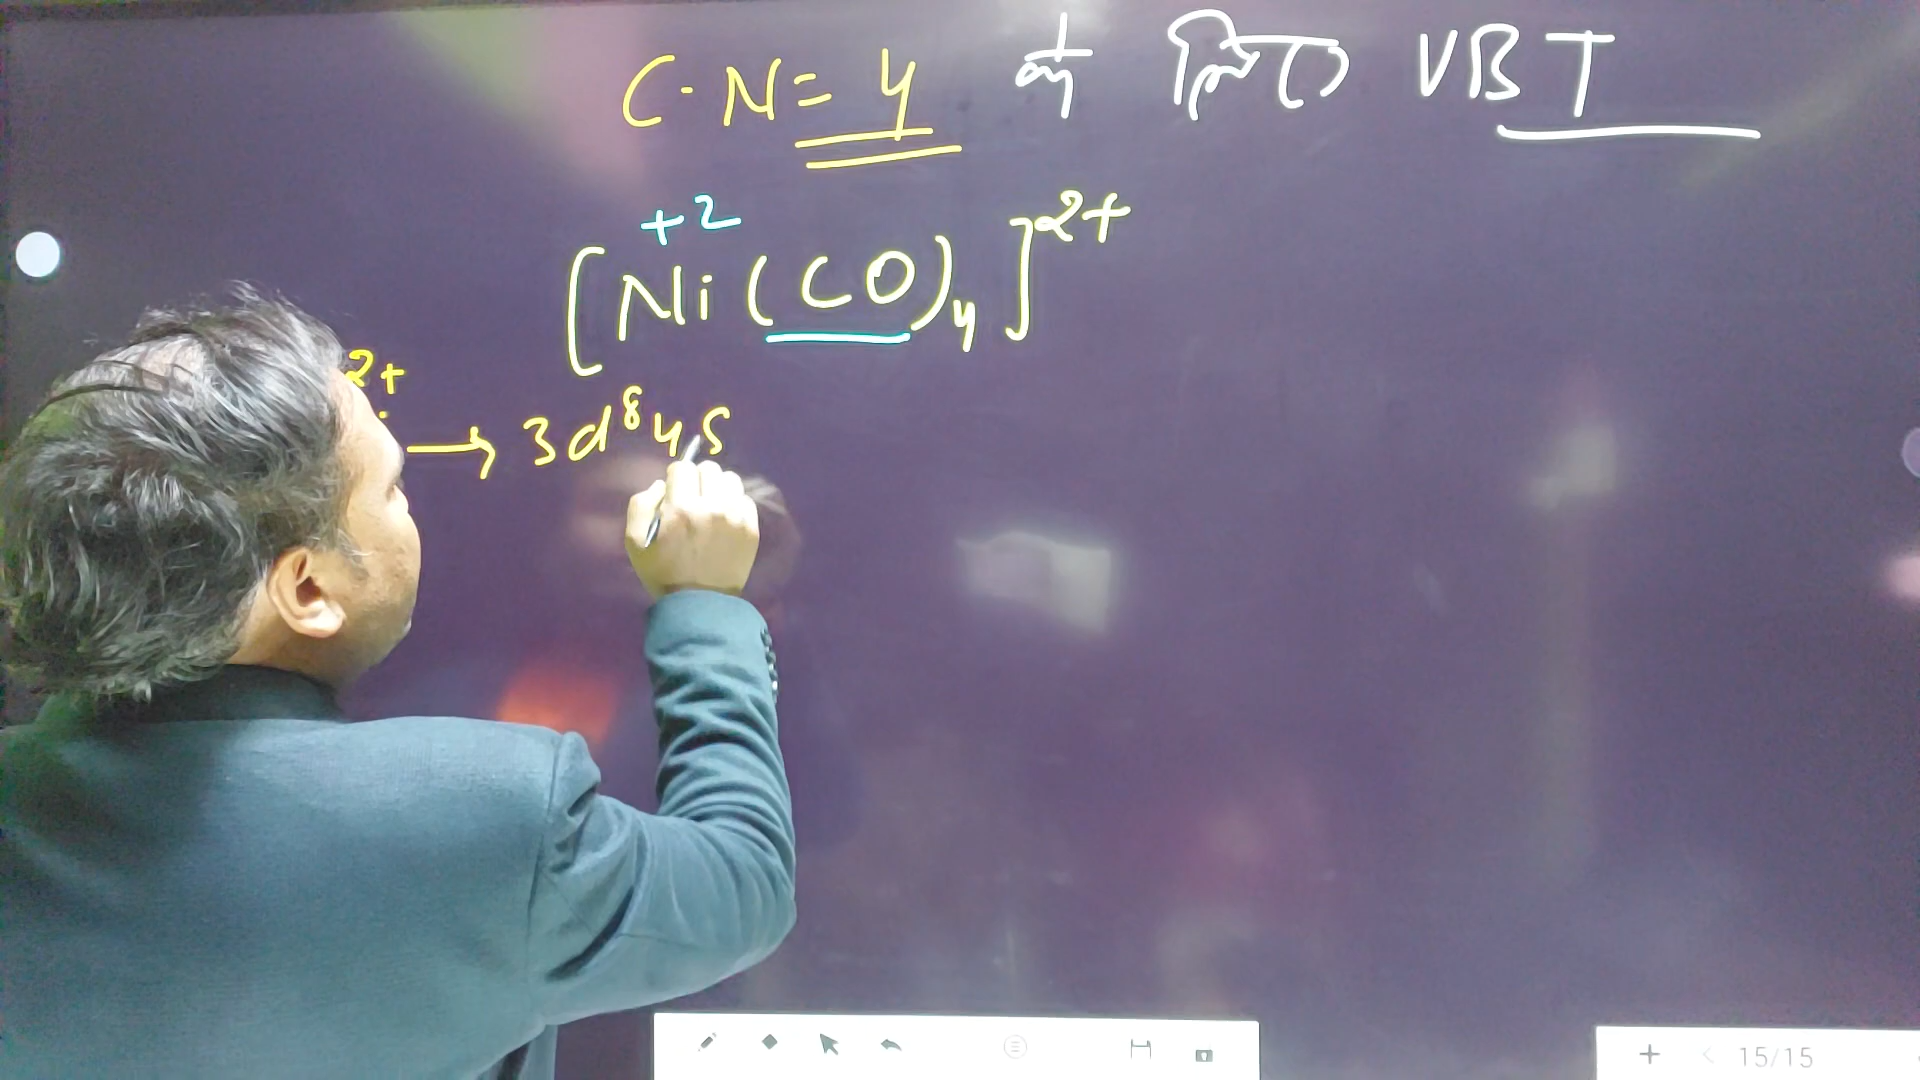 C·N=4 के लिए VBT
+2
[Ni(CO)4]2+
2+
→ 3d8 4s
15/15